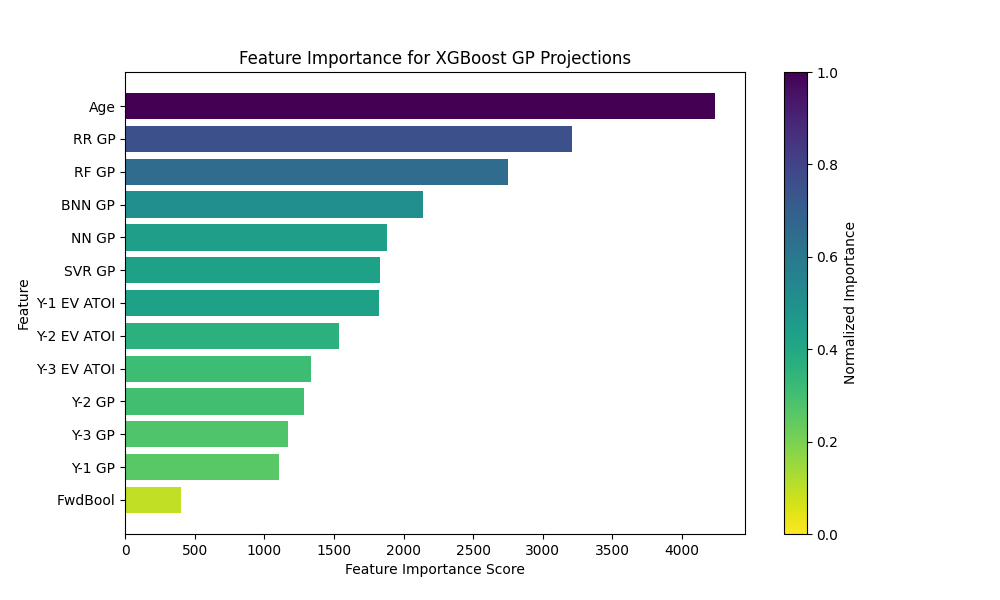 Feature Importance for XGBoost GP Projections
Feature
Age
RR GP
RF GP
BNN GP
NN GP
SVR GP
Y-1 EV ATOI
Y-2 EV ATOI
Y-3 EV ATOI
Y-2 GP
Y-3 GP
Y-1 GP
FwdBool
0 500 1000 1500 2000 2500 3000 3500 4000
Feature Importance Score
1.0
0.8
0.6
0.4
0.2
0.0
Normalized Importance